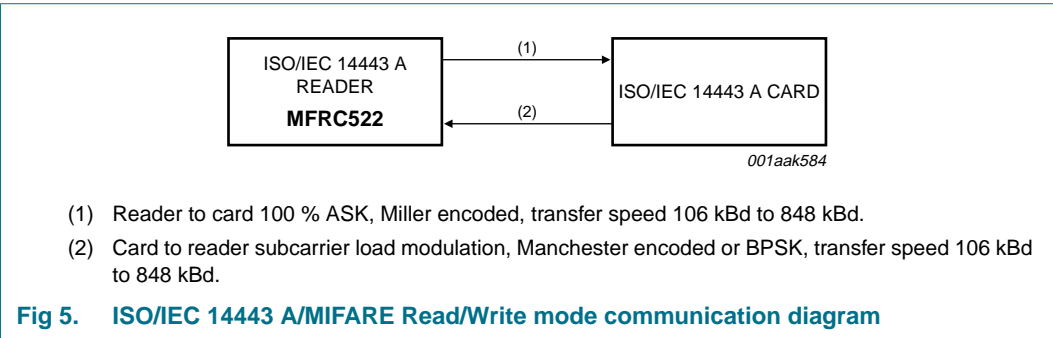 ISO/IEC 14443 A
READER
MFRC522
(1)
(2)
ISO/IEC 14443 A CARD
001aak584
(1) Reader to card 100 % ASK, Miller encoded, transfer speed 106 kBd to 848 kBd.
(2) Card to reader subcarrier load modulation, Manchester encoded or BPSK, transfer speed 106 kBd
to 848 kBd.
Fig 5. ISO/IEC 14443 A/MIFARE Read/Write mode communication diagram